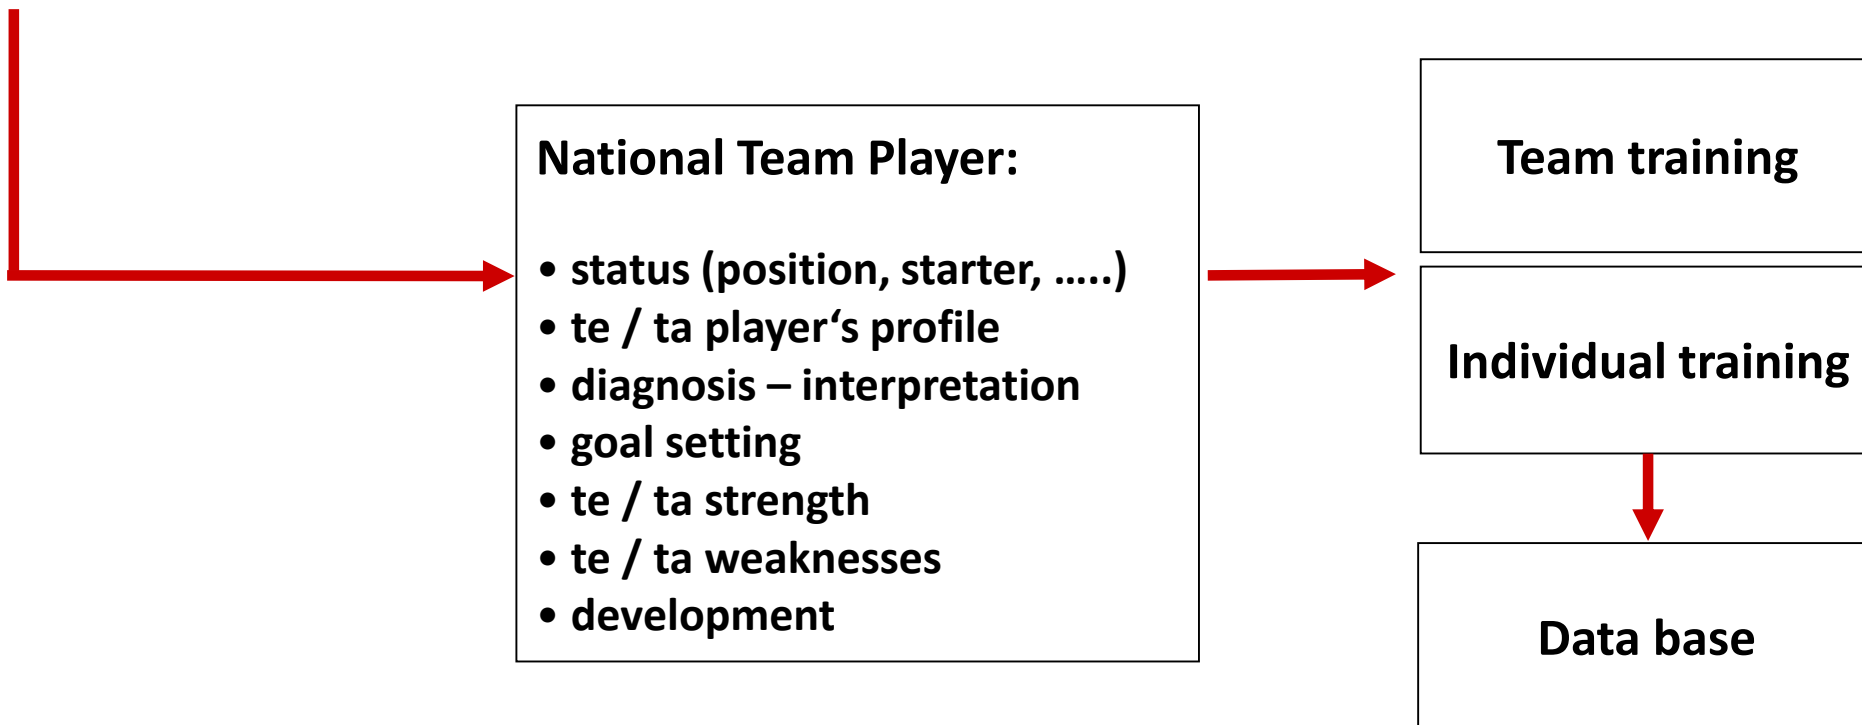 National Team Player:
• status (position, starter, …..)
• te / ta player‘s profile
• diagnosis – interpretation
• goal setting
• te / ta strength
• te / ta weaknesses
• development
Team training
Individual training
Data base